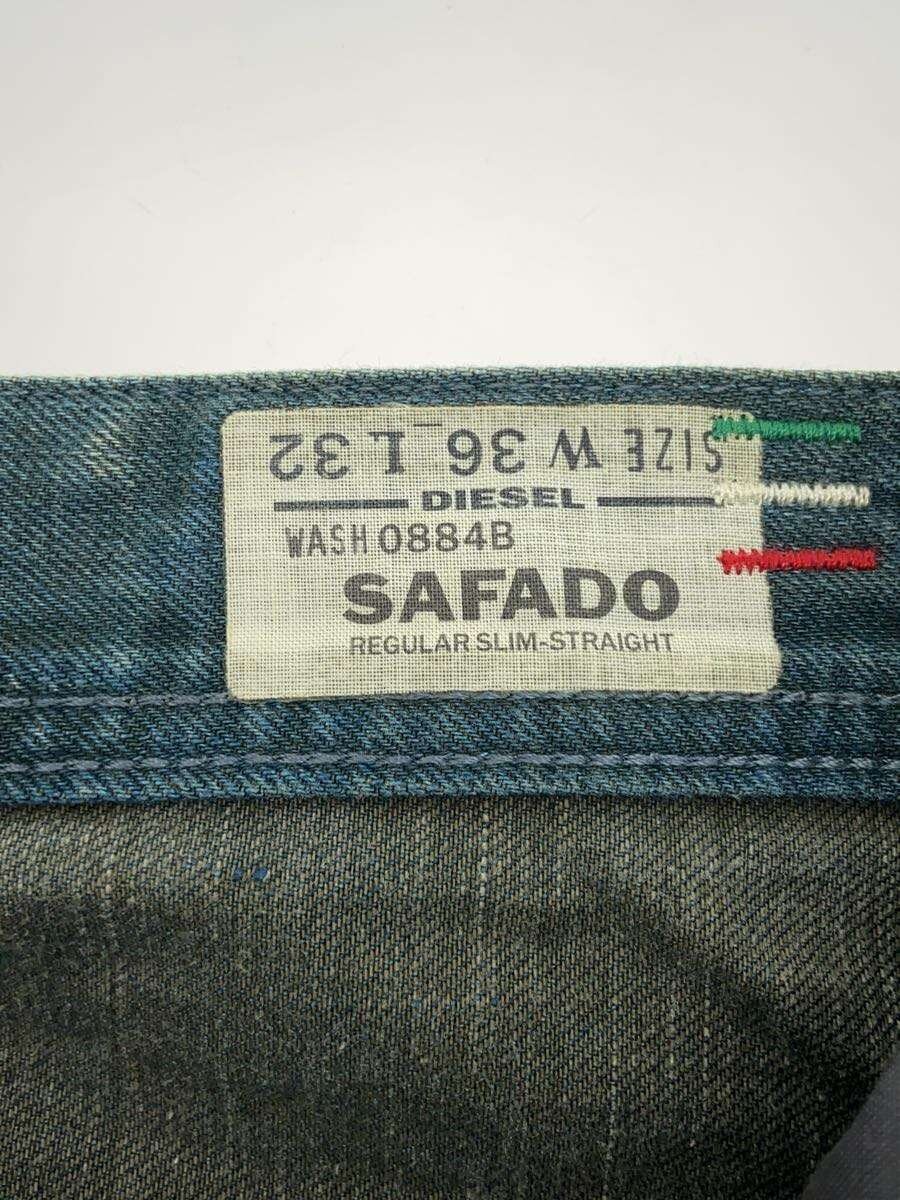 SIZE W 36 L 32
DIESEL
WASH 0884B
SAFADO
REGULAR SLIM-STRAIGHT